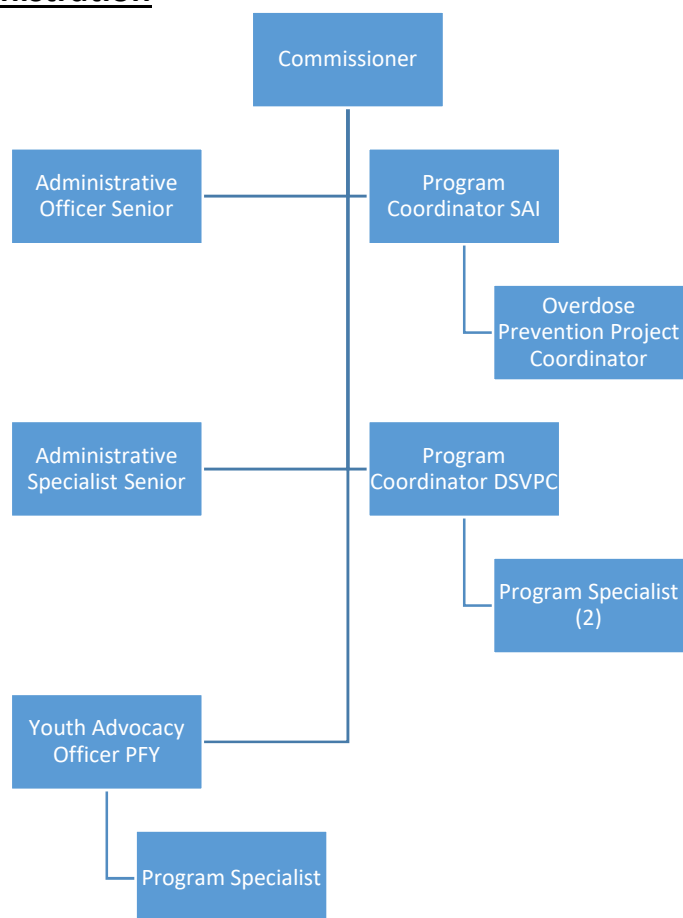 Commissioner
Administrative
Officer Senior
Program
Coordinator SAI
Overdose
Prevention Project
Coordinator
Administrative
Specialist Senior
Program
Coordinator DSVPC
Program Specialist
(2)
Youth Advocacy
Officer PFY
Program Specialist